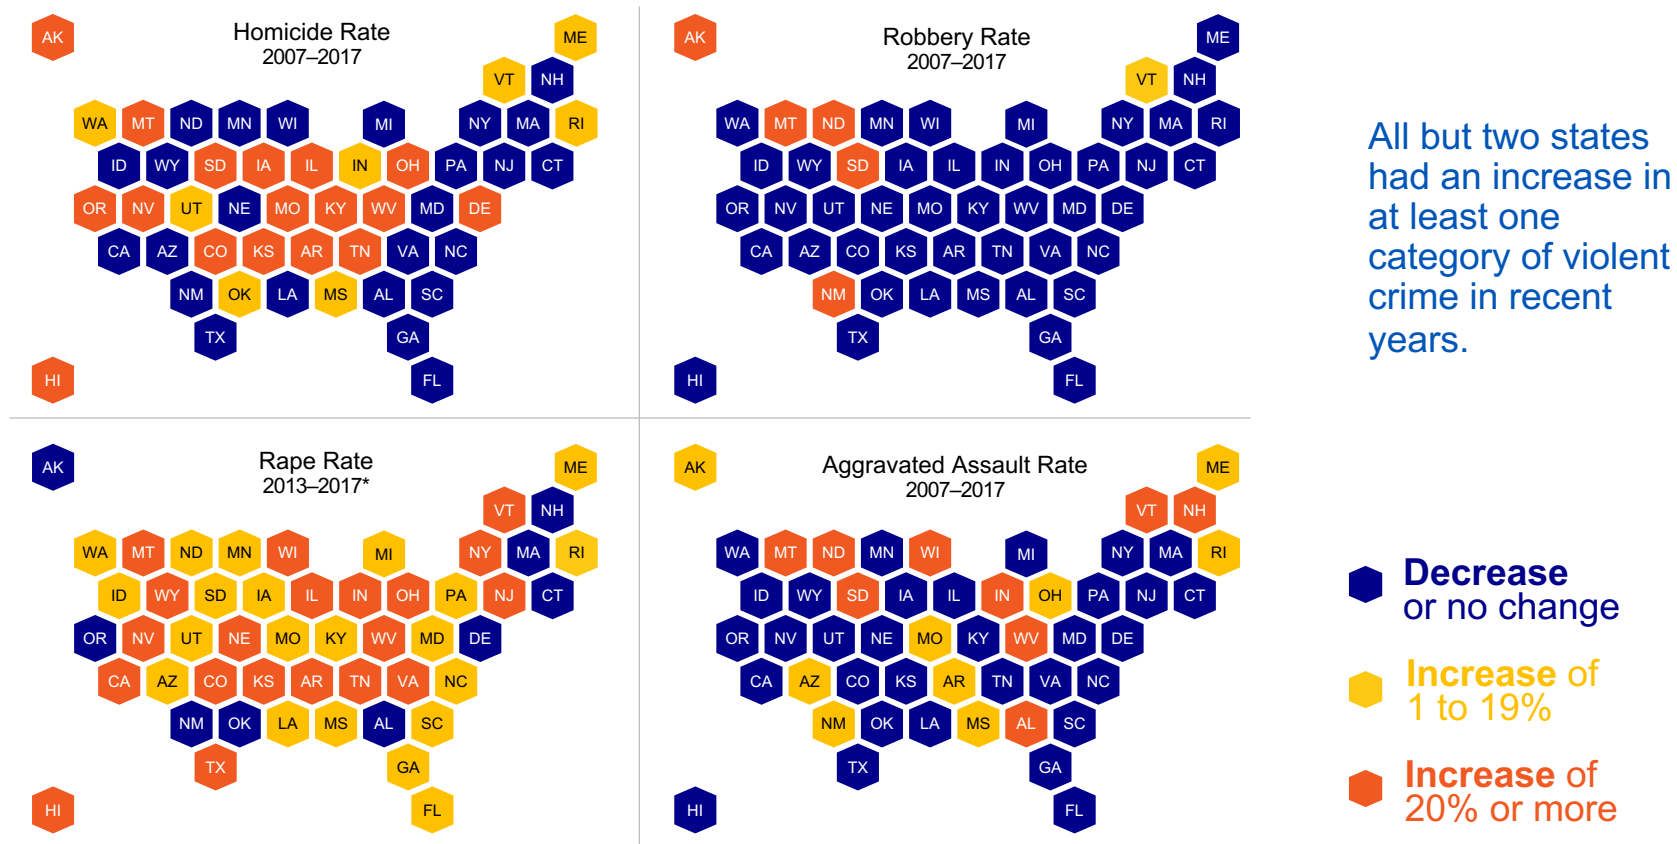 Homicide Rate
2007–2017
AK
ME
VT NH
WA MT ND MN WI MI NY MA RI
ID WY SD IA IL IN OH PA NJ CT
OR NV UT NE MO KY WV MD DE
CA AZ CO KS AR TN VA NC
NM OK LA MS AL SC
TX GA
HI FL
Robbery Rate
2007–2017
AK
ME
VT NH
WA MT ND MN WI MI NY MA RI
ID WY SD IA IL IN OH PA NJ CT
OR NV UT NE MO KY WV MD DE
CA AZ CO KS AR TN VA NC
NM OK LA MS AL SC
TX GA
HI FL
All but two states
had an increase in
at least one
category of violent
crime in recent
years.
Rape Rate
2013–2017*
AK
ME
VT NH
WA MT ND MN WI MI NY MA RI
ID WY SD IA IL IN OH PA NJ CT
OR NV UT NE MO KY WV MD DE
CA AZ CO KS AR TN VA NC
NM OK LA MS AL SC
TX GA
HI FL
Aggravated Assault Rate
2007–2017
AK
ME
VT NH
WA MT ND MN WI MI NY MA RI
ID WY SD IA IL IN OH PA NJ CT
OR NV UT NE MO KY WV MD DE
CA AZ CO KS AR TN VA NC
NM OK LA MS AL SC
TX GA
HI FL
Decrease
or no change
Increase of
1 to 19%
Increase of
20% or more